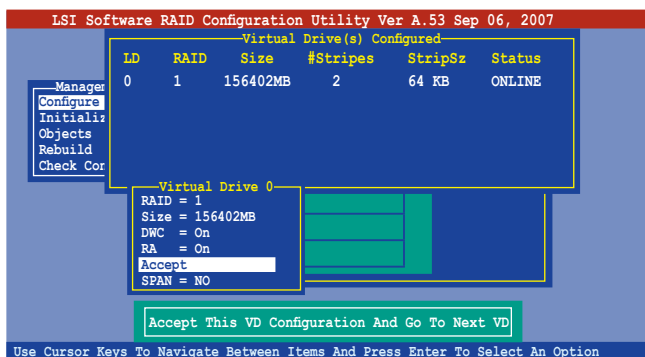 LSI Software RAID Configuration Utility Ver A.53 Sep 06, 2007
Virtual Drive(s) Configured
LD RAID Size #Stripes StripSz Status
0 1 156402MB 2 64 KB ONLINE
Managem
Configure
Initializ
Objects
Rebuild
Check Con
Virtual Drive 0
RAID = 1
Size = 156402MB
DWC = On
RA = On
Accept
SPAN = NO
Accept This VD Configuration And Go To Next VD
Use Cursor Keys To Navigate Between Items And Press Enter To Select An Option